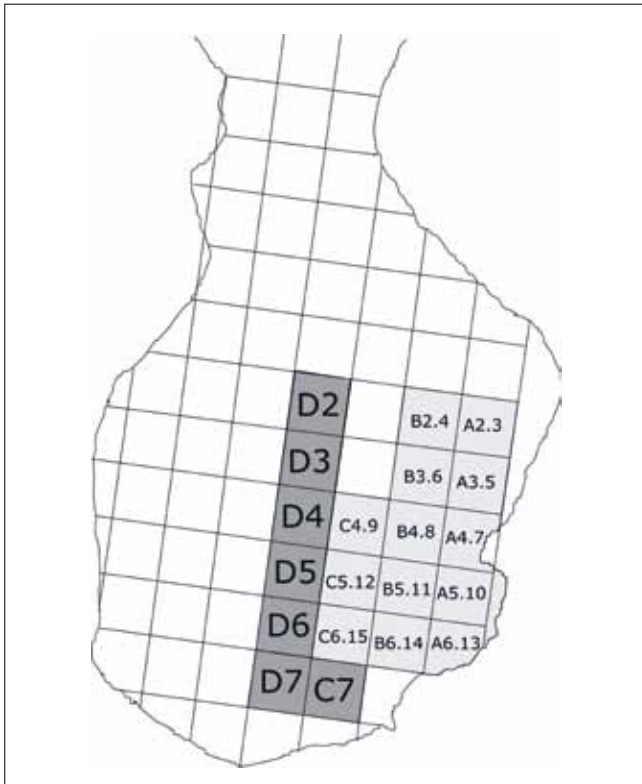 D2 B2.4 A2.3
D3 B3.6 A3.5
D4 C4.9 B4.8 A4.7
D5 C5.12 B5.11 A5.10
D6 C6.15 B6.14 A6.13
D7 C7